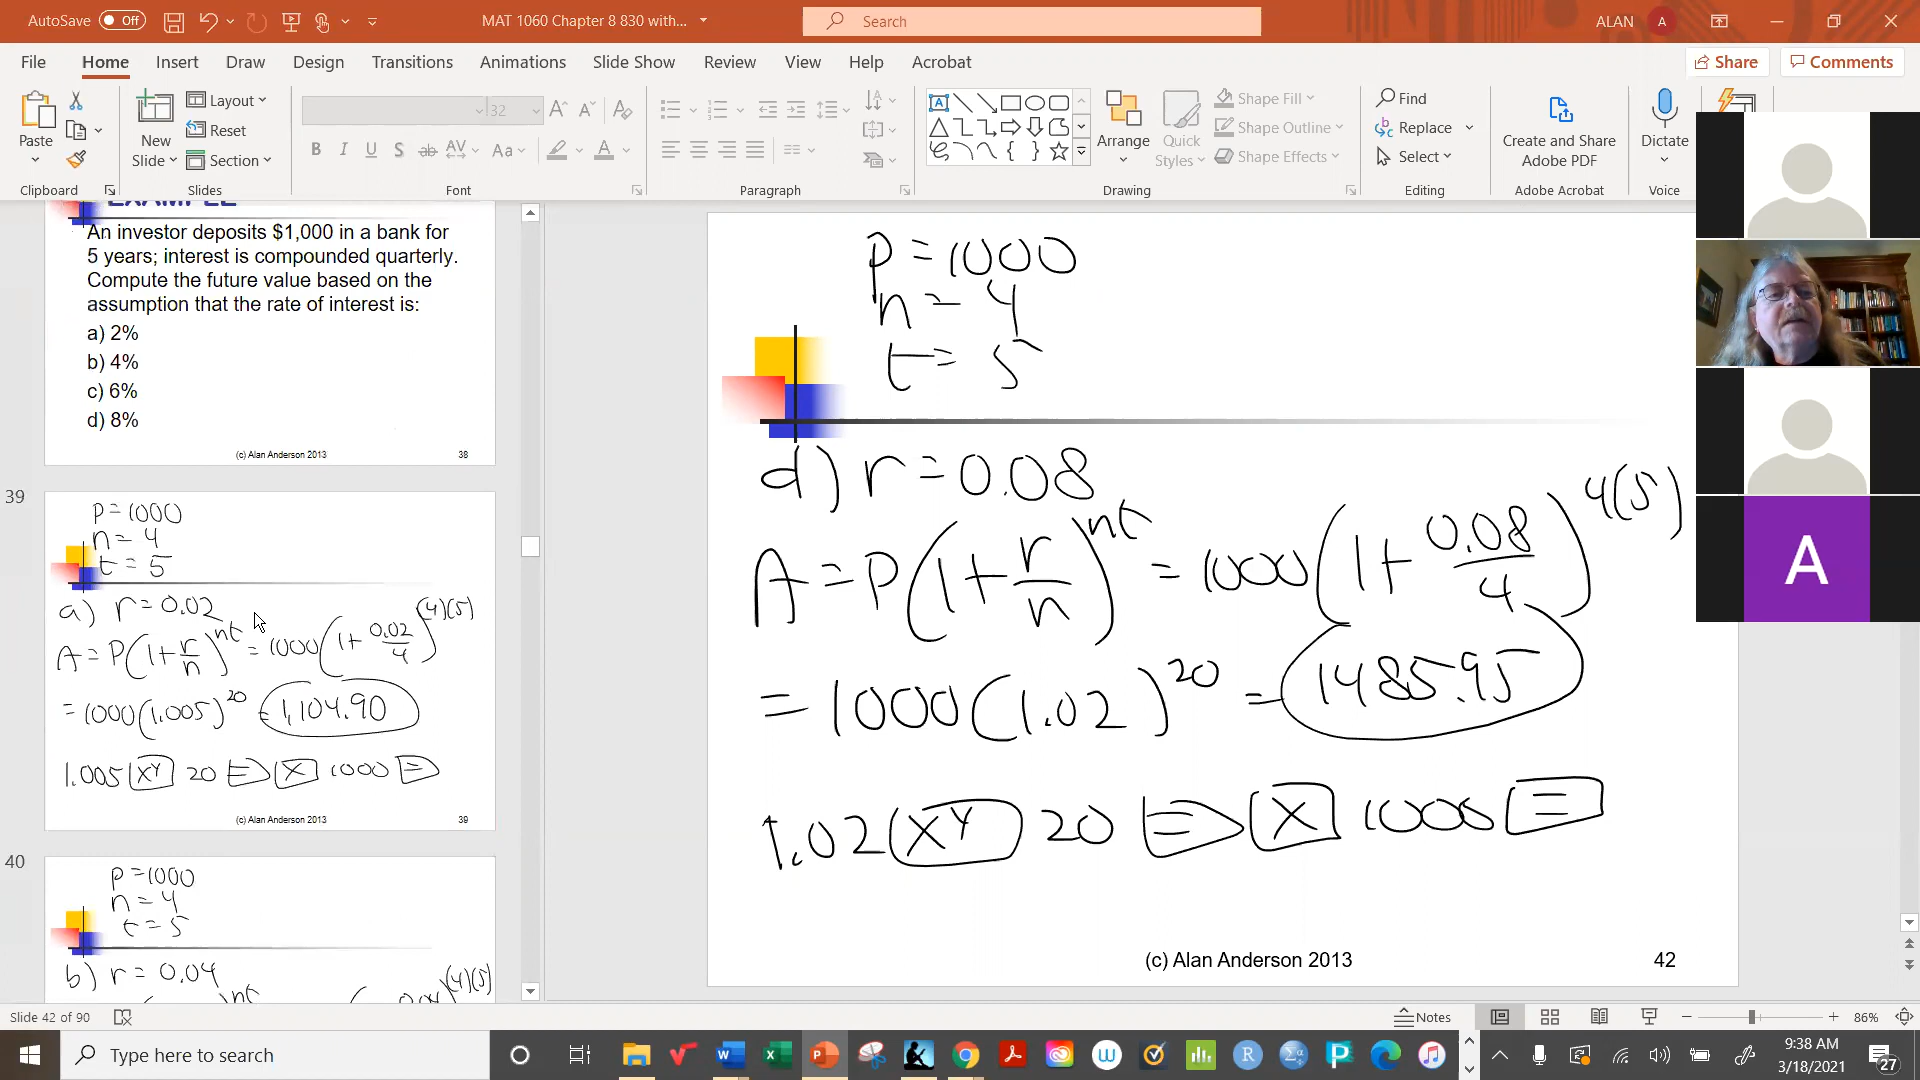 AutoSave Off MAT 1060 Chapter 8 830 with... Search ALAN A
File Home Insert Draw Design Transitions Animations Slide Show Review View Help Acrobat Share Comments
Paste New Slide Layout Reset Section 32 Arrange Quick Styles Shape Fill Shape Outline Shape Effects Find Replace Select Create and Share Adobe PDF Dictate
B I U S ab AV Aa A
Clipboard Slides Font Paragraph Drawing Editing Adobe Acrobat Voice
EXAMPLE
An investor deposits $1,000 in a bank for
5 years; interest is compounded quarterly.
Compute the future value based on the
assumption that the rate of interest is:
a) 2%
b) 4%
c) 6%
d) 8%
(c) Alan Anderson 2013 38
39
P = 1000
n = 4
t = 5
a) r = 0.02
A = P(1 + r/n)^nt = 1000(1 + 0.02/4)^(4)(5)
= 1000(1.005)^20 = 1,104.90
1.005 X^Y 20 = X 1000 =
(c) Alan Anderson 2013 39
40
P = 1000
n = 4
t = 5
b) r = 0.04
nt (4)(5)
P = 1000
n = 4
t = 5
d) r = 0.08
A = P(1 + r/n)^nt = 1000(1 + 0.08/4)^4(5)
= 1000(1.02)^20 = 1485.95
1.02 X^Y 20 = X 1000 =
(c) Alan Anderson 2013 42
A
Slide 42 of 90 Notes 86%
Type here to search
9:38 AM
3/18/2021
27